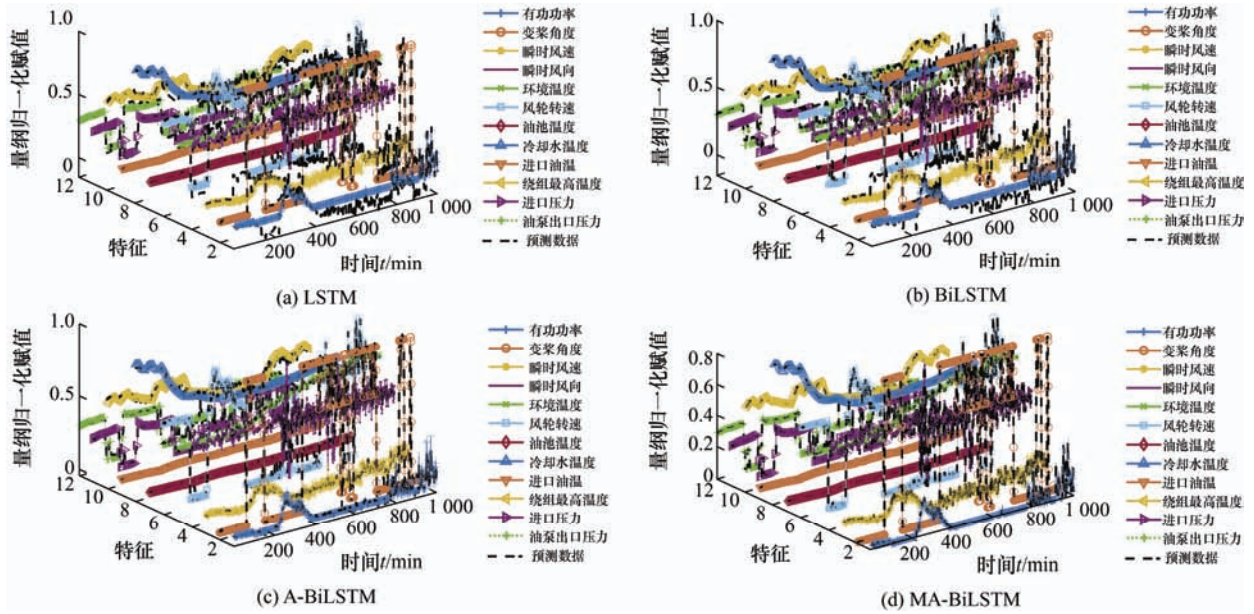 1.0
0.5
0
量纲归一化赋值
12
10
8
6
4
2
特征
200
400
600
800
1 000
时间t/min
有功功率
变桨角度
瞬时风速
瞬时风向
环境温度
风轮转速
油池温度
冷却水温度
进口油温
绕组最高温度
进口压力
油泵出口压力
预测数据
(a) LSTM
1.0
0.5
0
量纲归一化赋值
12
10
8
6
4
2
特征
200
400
600
800
1 000
时间t/min
有功功率
变桨角度
瞬时风速
瞬时风向
环境温度
风轮转速
油池温度
冷却水温度
进口油温
绕组最高温度
进口压力
油泵出口压力
预测数据
(b) BiLSTM
1.0
0.5
0
量纲归一化赋值
12
10
8
6
4
2
特征
200
400
600
800
1 000
时间t/min
有功功率
变桨角度
瞬时风速
瞬时风向
环境温度
风轮转速
油池温度
冷却水温度
进口油温
绕组最高温度
进口压力
油泵出口压力
预测数据
(c) A-BiLSTM
0.8
0.6
0.4
0.2
0
量纲归一化赋值
12
10
8
6
4
2
特征
200
400
600
800
1 000
时间t/min
有功功率
变桨角度
瞬时风速
瞬时风向
环境温度
风轮转速
油池温度
冷却水温度
进口油温
绕组最高温度
进口压力
油泵出口压力
预测数据
(d) MA-BiLSTM